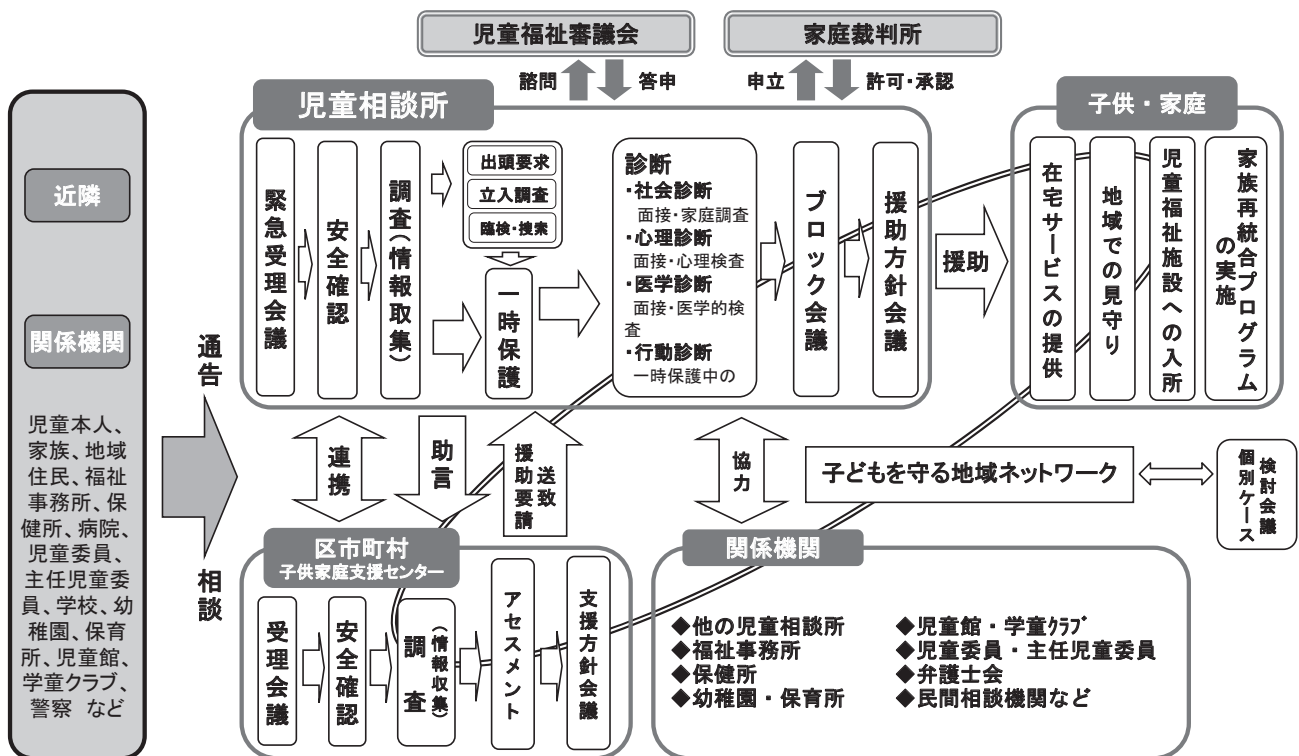 児童福祉審議会
家庭裁判所
諮問
答申
申立
許可・承認
近隣
関係機関
児童本人、
家族、地域
住民、福祉
事務所、保
健所、病院、
児童委員、
主任児童委
員、学校、幼
稚園、保育
所、児童館、
学童クラブ、
警察 など
通告
相談
児童相談所
緊急受理会議
安全確認
調査(情報収集)
出頭要求
立入調査
臨検・捜索
一時保護
診断
・社会診断
面接・家庭調査
・心理診断
面接・心理検査
・医学診断
面接・医学的検
査
・行動診断
一時保護中の
ブロック会議
援助方針会議
援助
子供・家庭
在宅サービスの提供
地域での見守り
児童福祉施設への入所
家族再統合プログラム
の実施
連携
助言
送致
援助要請
協力
子どもを守る地域ネットワーク
検討会議
個別ケース
区市町村
子供家庭支援センター
受理会議
安全確認
調査
(情報収集)
アセスメント
支援方針会議
関係機関
◆他の児童相談所
◆福祉事務所
◆保健所
◆幼稚園・保育所
◆児童館・学童クラブ
◆児童委員・主任児童委員
◆弁護士会
◆民間相談機関など